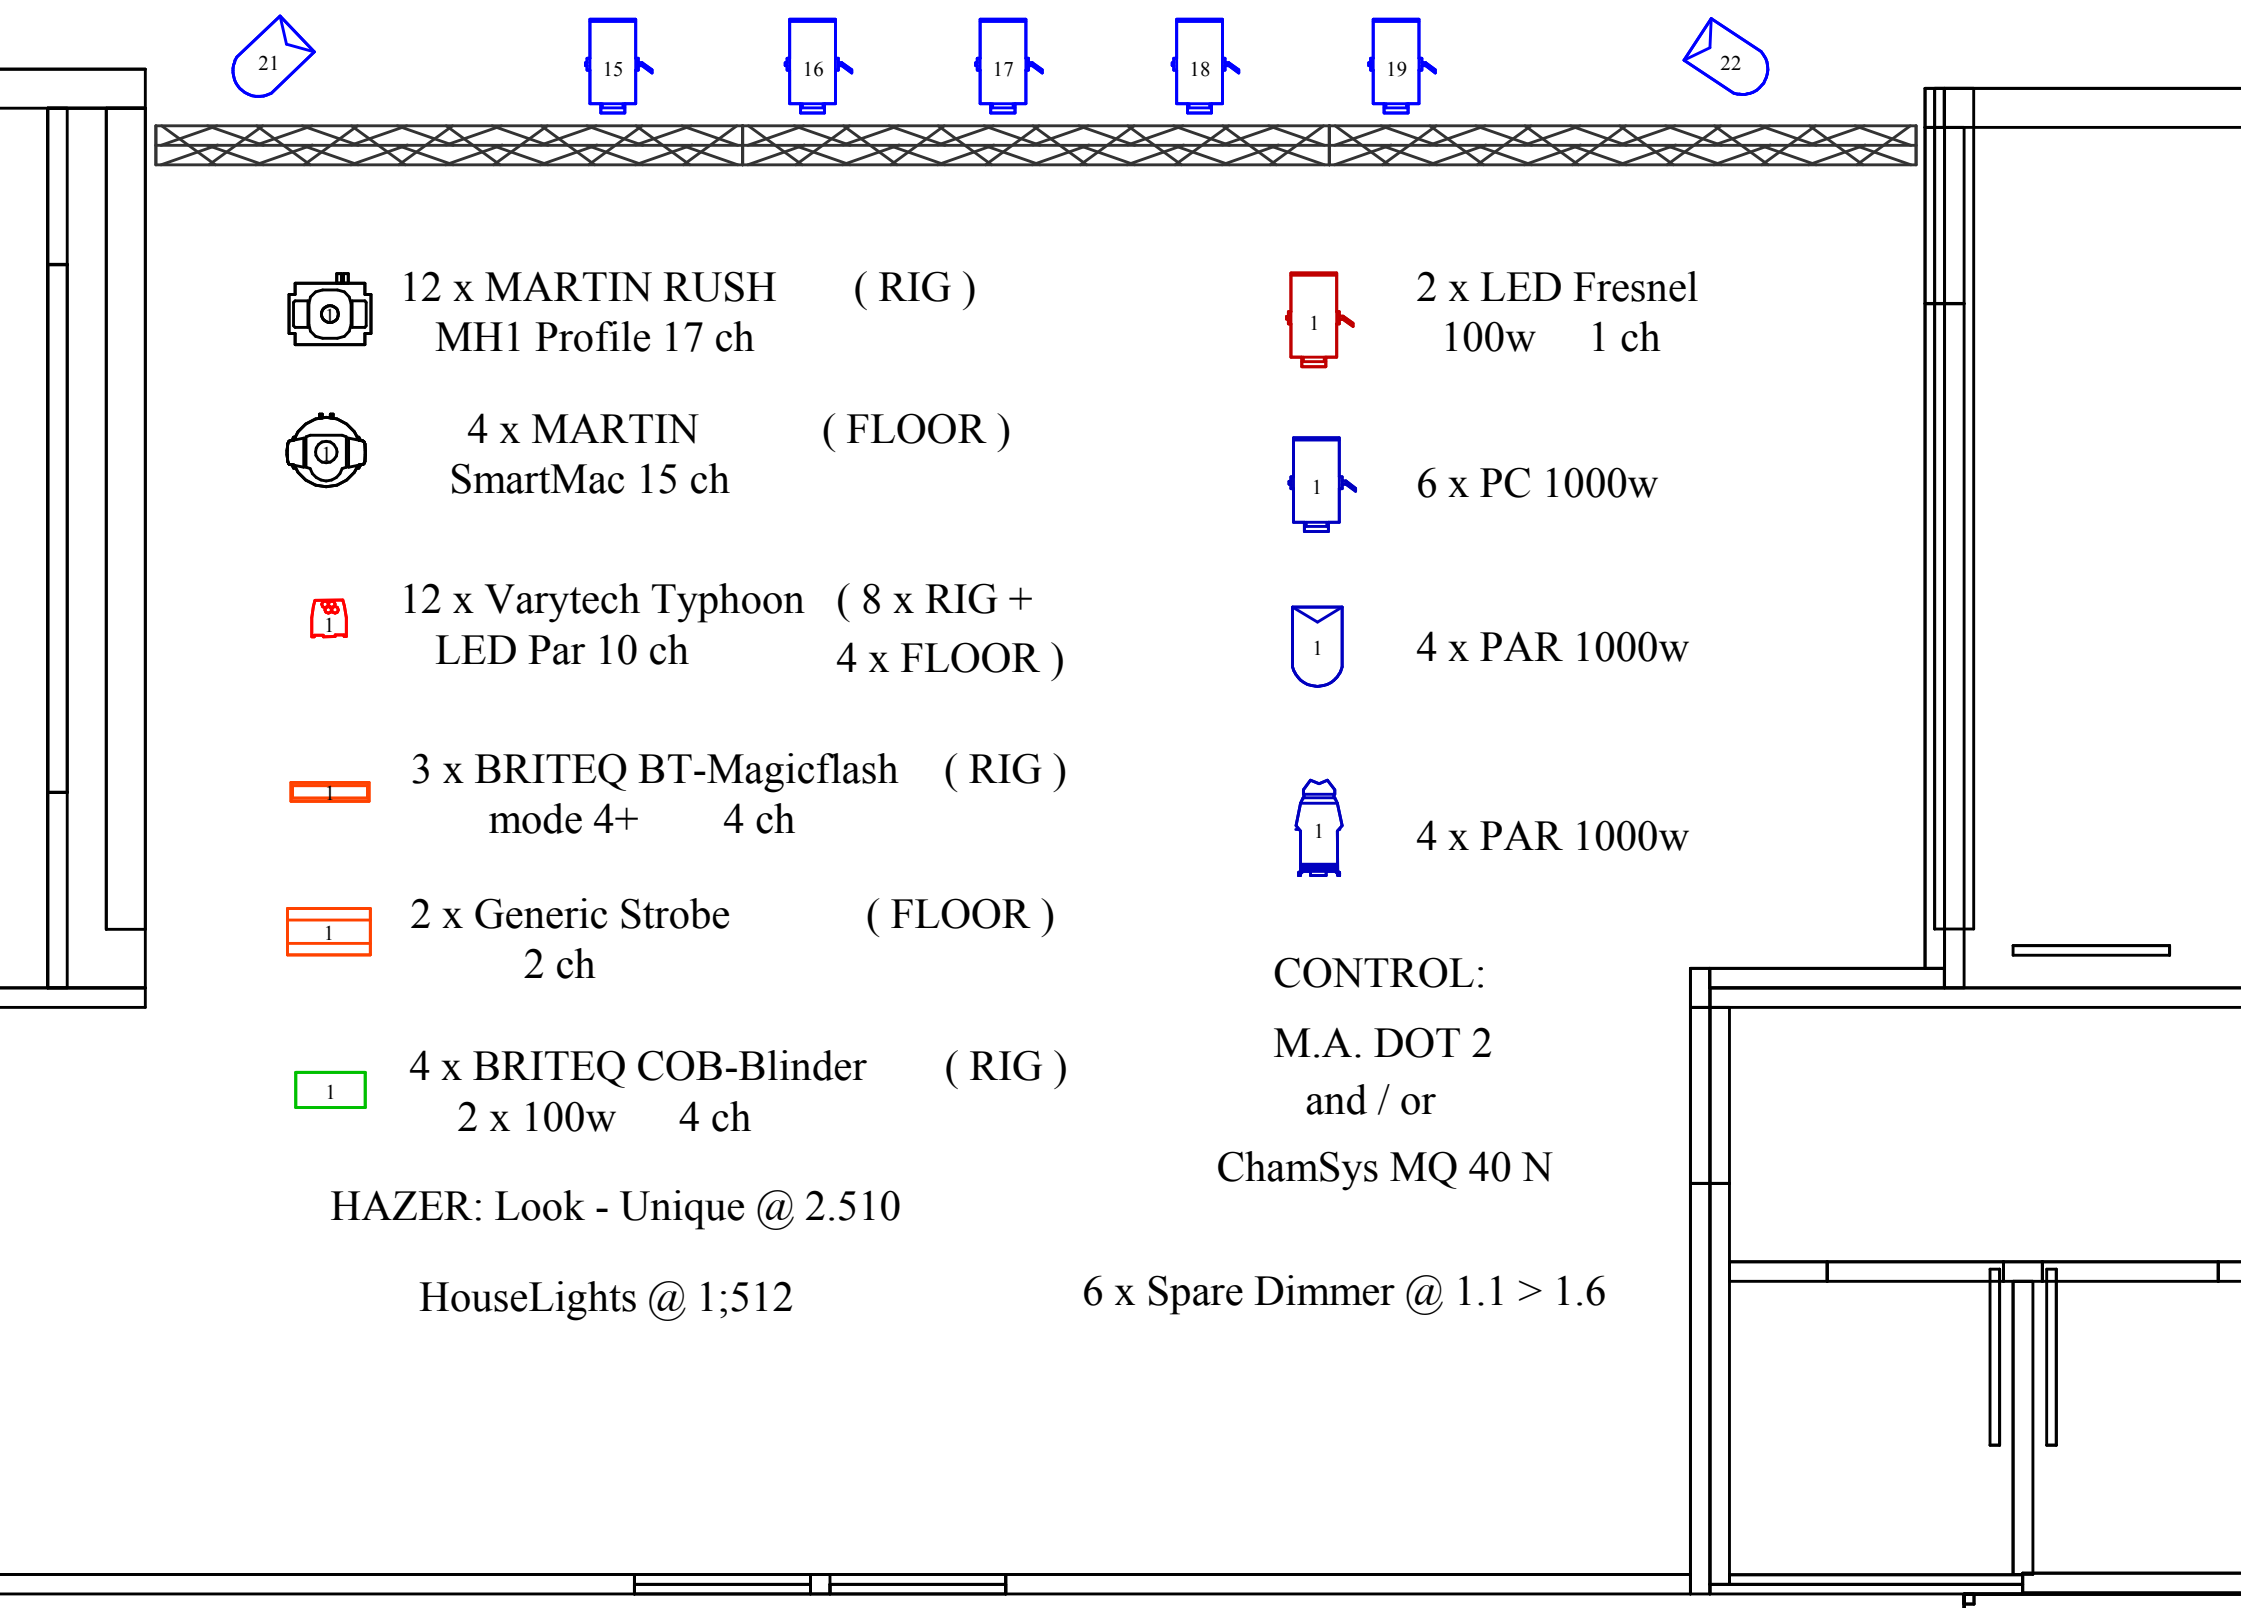 21
15
16
17
18
19
22
1
12 x MARTIN RUSH ( RIG )
MH1 Profile 17 ch
1
4 x MARTIN ( FLOOR )
SmartMac 15 ch
1
12 x Varytech Typhoon ( 8 x RIG +
LED Par 10 ch 4 x FLOOR )
1
3 x BRITEQ BT-Magicflash ( RIG )
mode 4+ 4 ch
1
2 x Generic Strobe ( FLOOR )
2 ch
1
4 x BRITEQ COB-Blinder ( RIG )
2 x 100w 4 ch
HAZER: Look - Unique @ 2.510
HouseLights @ 1;512
1
2 x LED Fresnel
100w 1 ch
1
6 x PC 1000w
1
4 x PAR 1000w
1
4 x PAR 1000w
CONTROL:
M.A. DOT 2
and / or
ChamSys MQ 40 N
6 x Spare Dimmer @ 1.1 > 1.6